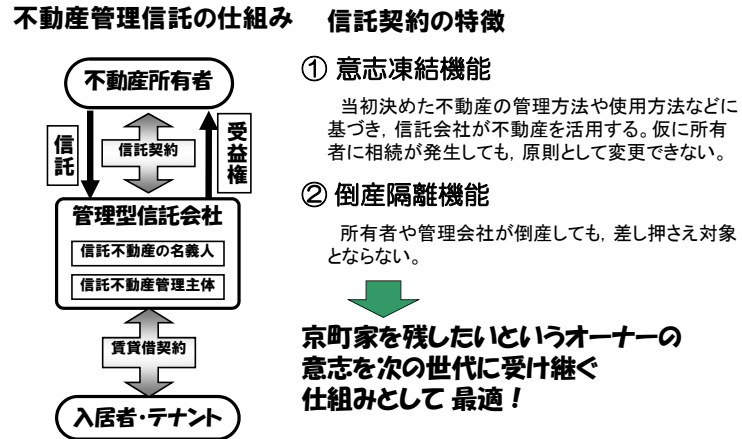 不動産管理信託の仕組み
不動産所有者
信託
信託契約
受益権
管理型信託会社
信託不動産の名義人
信託不動産管理主体
賃貸借契約
入居者・テナント
信託契約の特徴
① 意志凍結機能
当初決めた不動産の管理方法や使用方法などに
基づき，信託会社が不動産を活用する。仮に所有
者に相続が発生しても，原則として変更できない。
② 倒産隔離機能
所有者や管理会社が倒産しても，差し押さえ対象
とならない。
京町家を残したいというオーナーの
意志を次の世代に受け継ぐ
仕組みとして 最適！